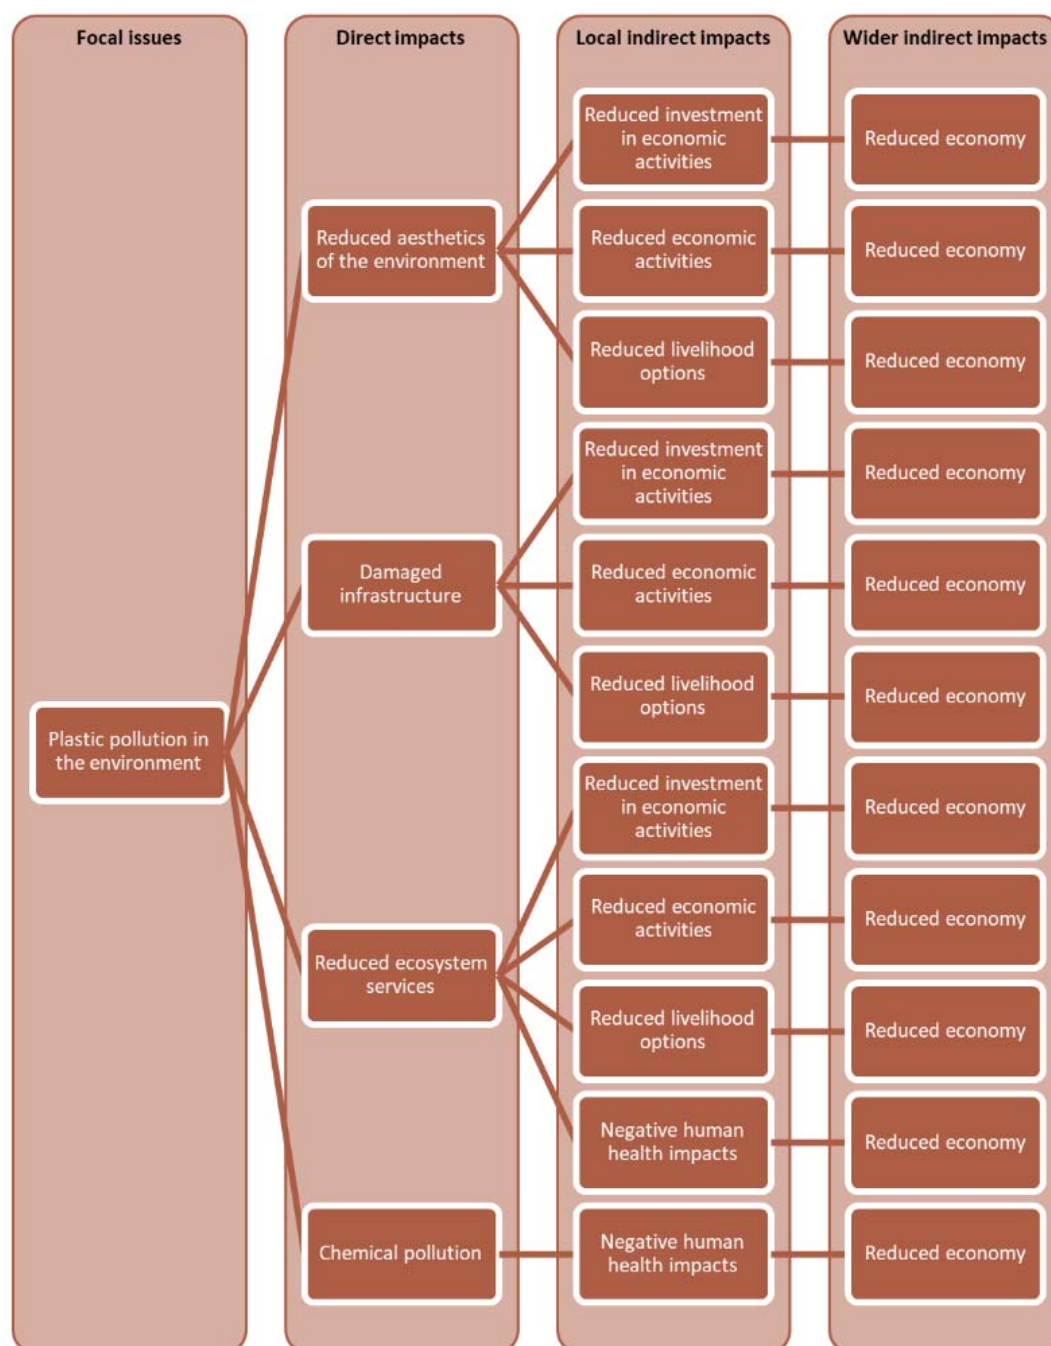 Focal issues
Direct impacts
Local indirect impacts
Wider indirect impacts
Plastic pollution in
the environment
Reduced aesthetics
of the environment
Reduced investment
in economic
activities
Reduced economy
Reduced economic
activities
Reduced economy
Reduced livelihood
options
Reduced economy
Damaged
infrastructure
Reduced investment
in economic
activities
Reduced economy
Reduced economic
activities
Reduced economy
Reduced livelihood
options
Reduced economy
Reduced ecosystem
services
Reduced investment
in economic
activities
Reduced economy
Reduced economic
activities
Reduced economy
Reduced livelihood
options
Reduced economy
Negative human
health impacts
Reduced economy
Chemical pollution
Negative human
health impacts
Reduced economy